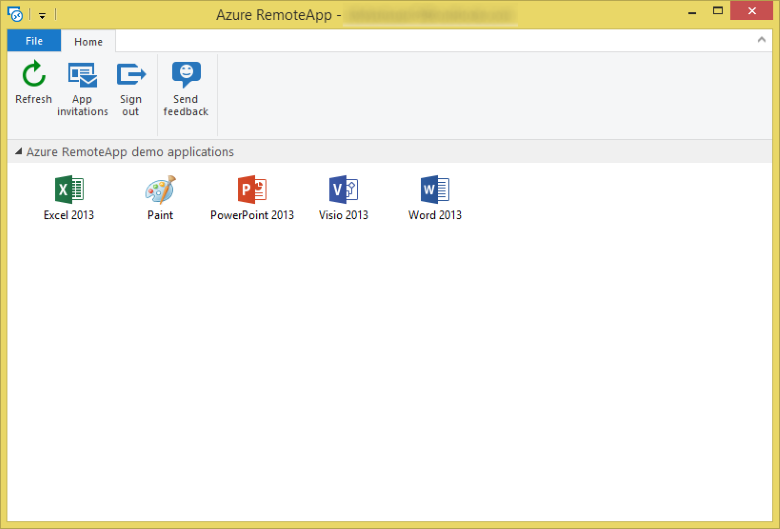 Azure RemoteApp -
File Home
Refresh App invitations Sign out Send feedback
Azure RemoteApp demo applications
Excel 2013 Paint PowerPoint 2013 Visio 2013 Word 2013